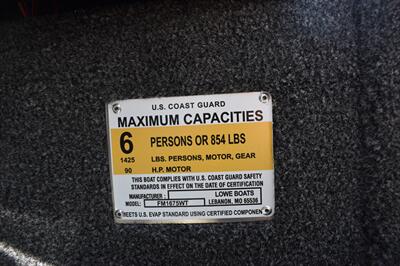 U.S. COAST GUARD
MAXIMUM CAPACITIES
6 PERSONS OR 854 LBS
1425 LBS. PERSONS, MOTOR, GEAR
90 H.P. MOTOR
THIS BOAT COMPLIES WITH U.S. COAST GUARD SAFETY
STANDARDS IN EFFECT ON THE DATE OF CERTIFICATION
MANUFACTURER: LOWE BOATS
MODEL: FM1675WT LEBANON, MO 65536
MEETS U.S. EVAP STANDARD USING CERTIFIED COMPONENTS